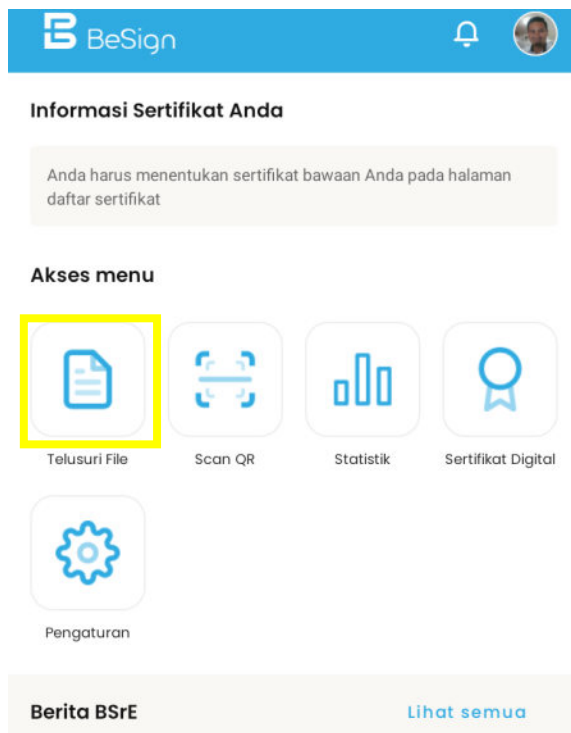 BeSign
Informasi Sertifikat Anda
Anda harus menentukan sertifikat bawaan Anda pada halaman
daftar sertifikat
Akses menu
Telusuri File
Scan QR
Statistik
Sertifikat Digital
Pengaturan
Berita BSrE
Lihat semua